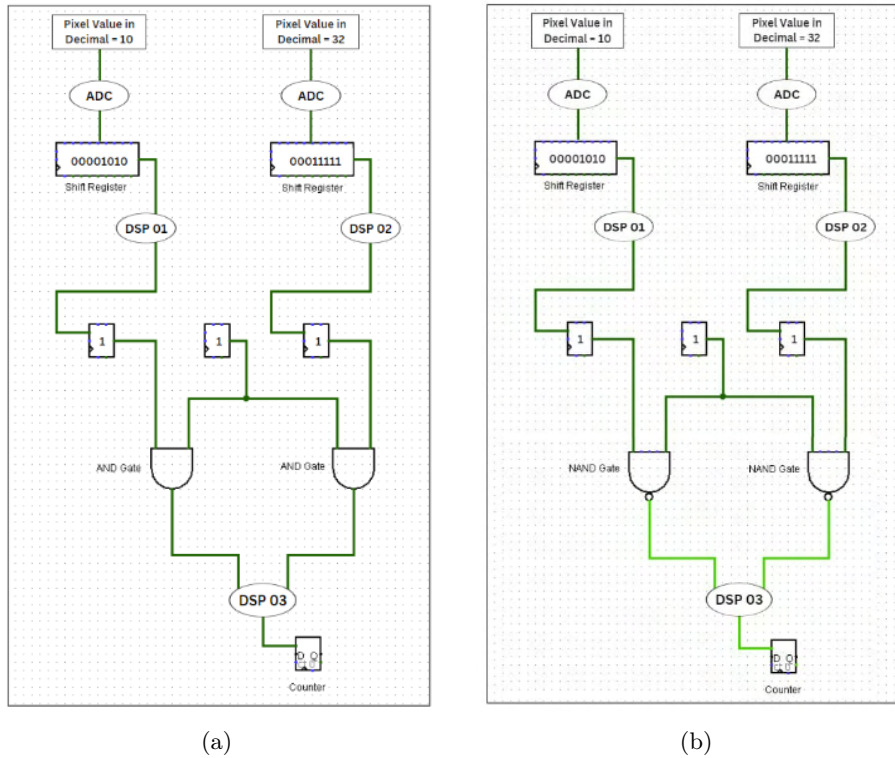 Pixel Value in
Decimal = 10
Pixel Value in
Decimal = 32
ADC
ADC
00001010
00011111
Shift Register
Shift Register
DSP 01
DSP 02
1
1
1
AND Gate
AND Gate
DSP 03
D Q
Counter
(a)
Pixel Value in
Decimal = 10
Pixel Value in
Decimal = 32
ADC
ADC
00001010
00011111
Shift Register
Shift Register
DSP 01
DSP 02
1
1
1
NAND Gate
NAND Gate
DSP 03
D Q
Counter
(b)